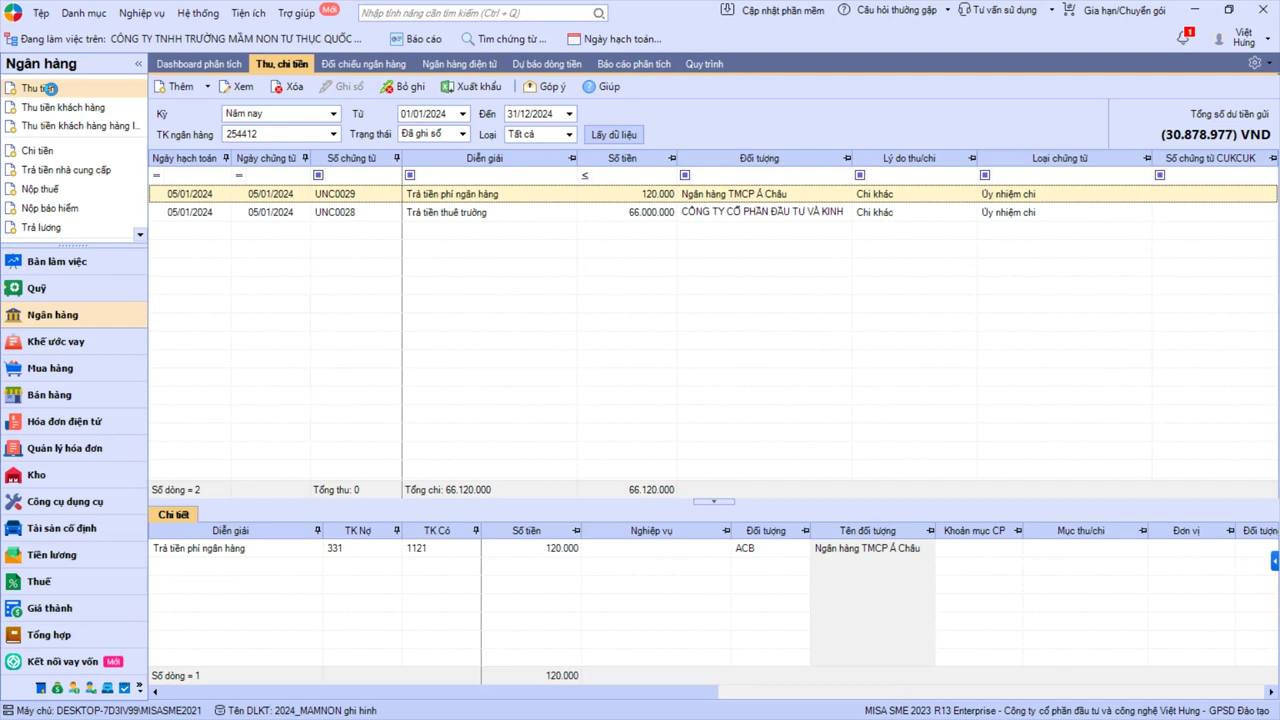 Tệp Danh mục Nghiệp vụ Hệ thống Tiện ích Trợ giúp Mới Nhập tính năng cần tìm kiếm (Ctrl + Q) Cập nhật phần mềm Câu hỏi thường gặp Tư vấn sử dụng Gia hạn/Chuyển gói
Đang làm việc trên: CÔNG TY TNHH TRƯỜNG MẦM NON TƯ THỤC QUỐC ... Báo cáo Tìm chứng từ ... Ngày hạch toán... 1 Việt Hưng
Ngân hàng «
Thu tiền
Thu tiền khách hàng
Thu tiền khách hàng hàng l...
Chi tiền
Trả tiền nhà cung cấp
Nộp thuế
Nộp bảo hiểm
Trả lương
Bàn làm việc
Quỹ
Ngân hàng
Khế ước vay
Mua hàng
Bán hàng
Hóa đơn điện tử
Quản lý hóa đơn
Kho
Công cụ dụng cụ
Tài sản cố định
Tiền lương
Thuế
Giá thành
Tổng hợp
Kết nối vay vốn Mới
Dashboard phân tích Thu, chi tiền Đối chiếu ngân hàng Ngân hàng điện tử Dự báo dòng tiền Báo cáo phân tích Quy trình
Thêm Xem Xóa Ghi sổ Bỏ ghi Xuất khẩu Góp ý Giúp
Kỳ Năm nay Từ 01/01/2024 Đến 31/12/2024 Tổng số dư tiền gửi
TK ngân hàng 254412 Trạng thái Đã ghi sổ Loại Tất cả Lấy dữ liệu (30.878.977) VND
Ngày hạch toán Ngày chứng từ Số chứng từ Diễn giải Số tiền Đối tượng Lý do thu/chi Loại chứng từ Số chứng từ CUKCUK
= = ≤
05/01/2024 05/01/2024 UNC0029 Trả tiền phí ngân hàng 120.000 Ngân hàng TMCP Á Châu Chi khác Ủy nhiệm chi
05/01/2024 05/01/2024 UNC0028 Trả tiền thuê trường 66.000.000 CÔNG TY CỔ PHẦN ĐẦU TƯ VÀ KINH Chi khác Ủy nhiệm chi
Số dòng = 2 Tổng thu: 0 Tổng chi: 66.120.000 66.120.000
Chi tiết
Diễn giải TK Nợ TK Có Số tiền Nghiệp vụ Đối tượng Tên đối tượng Khoản mục CP Mục thu/chi Đơn vị Đối tượn
Trả tiền phí ngân hàng 331 1121 120.000 ACB Ngân hàng TMCP Á Châu
Số dòng = 1 120.000
Máy chủ: DESKTOP-7D3IV99\MISASME2021 Tên DLKT: 2024_MAMNON ghi hinh MISA SME 2023 R13 Enterprise - Công ty cổ phần đầu tư và công nghệ Việt Hưng - GPSD Đào tạo